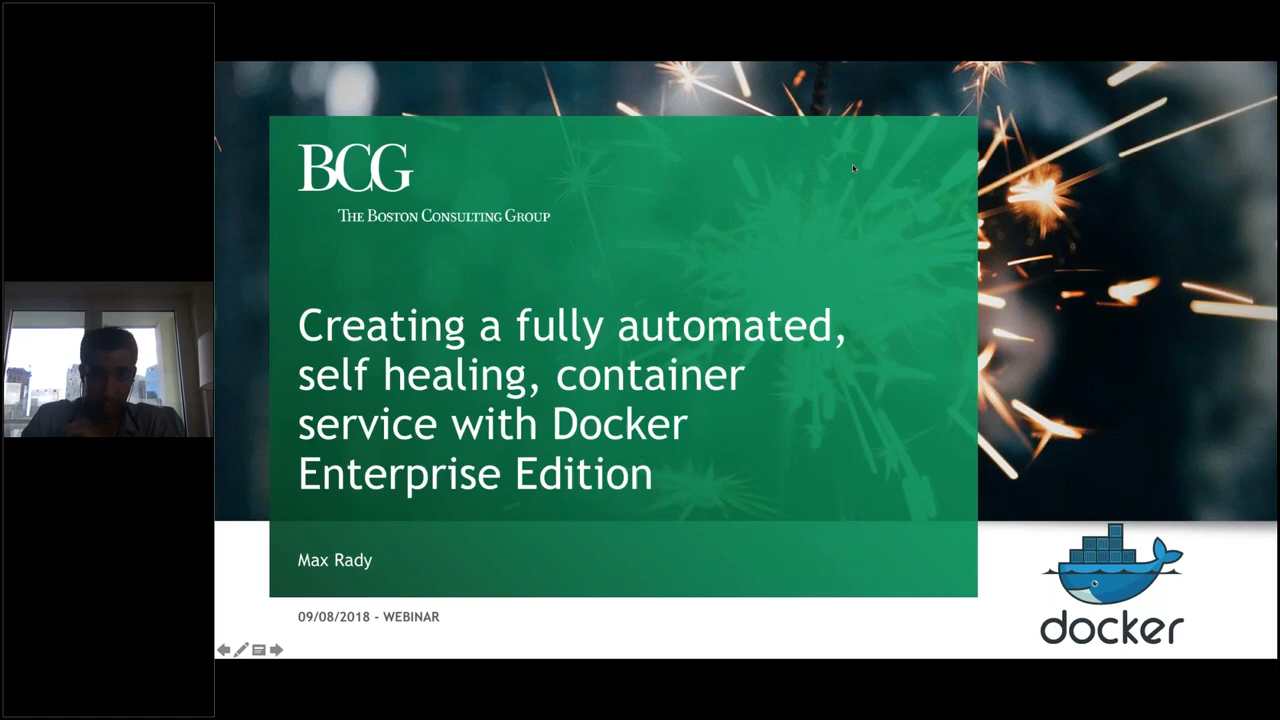 BCG
The Boston Consulting Group
Creating a fully automated,
self healing, container
service with Docker
Enterprise Edition
Max Rady
09/08/2018 - WEBINAR
docker